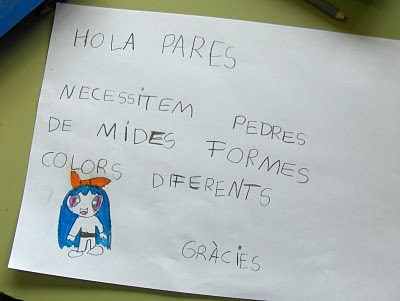 HOLA PARES
NECESSITEM PEDRES
DE MIDES FORMES
COLORS DIFERENTS
GRÀCIES